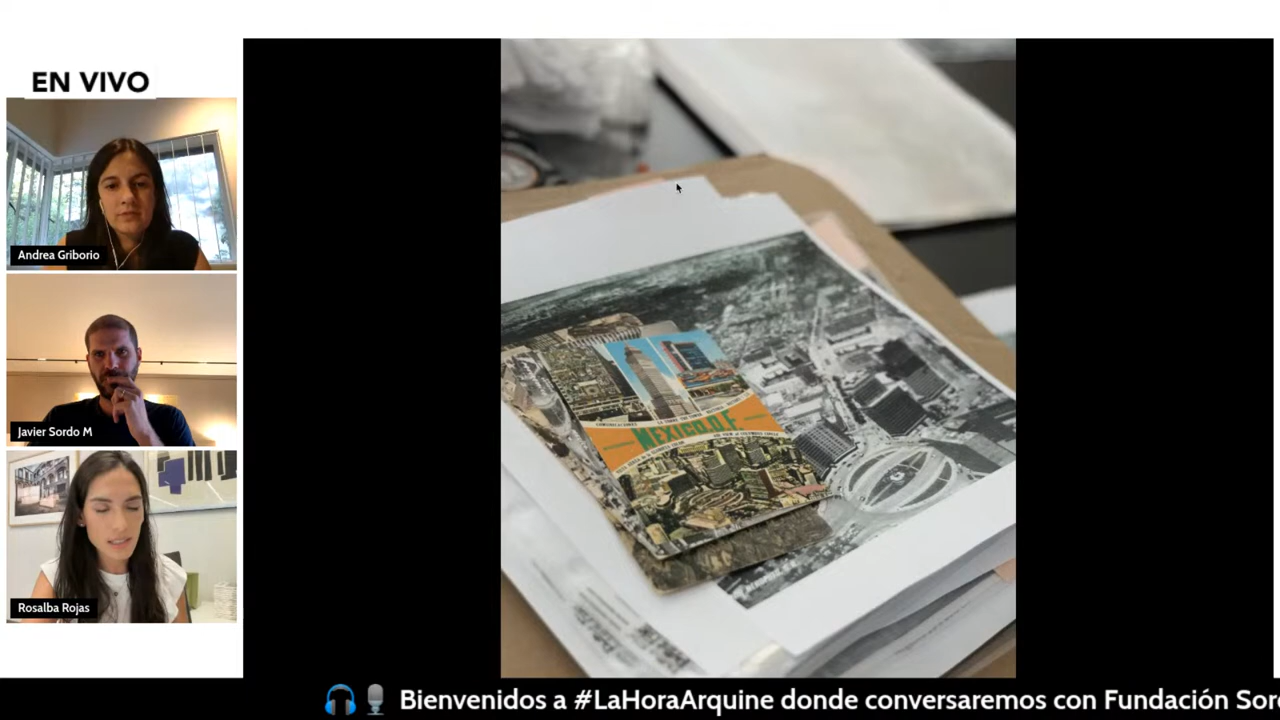 EN VIVO
Andrea Griborio
Javier Sordo M
Rosalba Rojas
MEXICO, D.F.
Bienvenidos a #LaHoraArquine donde conversaremos con Fundación Sor